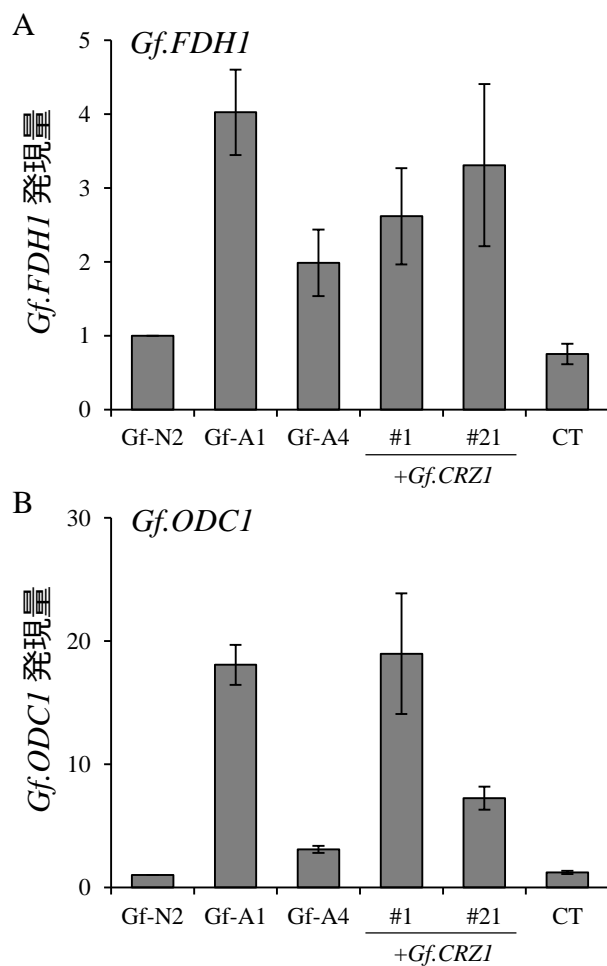 A
Gf.FDH1
Gf.FDH1 発現量
5
4
3
2
1
0
Gf-N2 Gf-A1 Gf-A4 #1 #21 CT
+Gf.CRZ1
B
Gf.ODC1
Gf.ODC1 発現量
30
20
10
0
Gf-N2 Gf-A1 Gf-A4 #1 #21 CT
+Gf.CRZ1